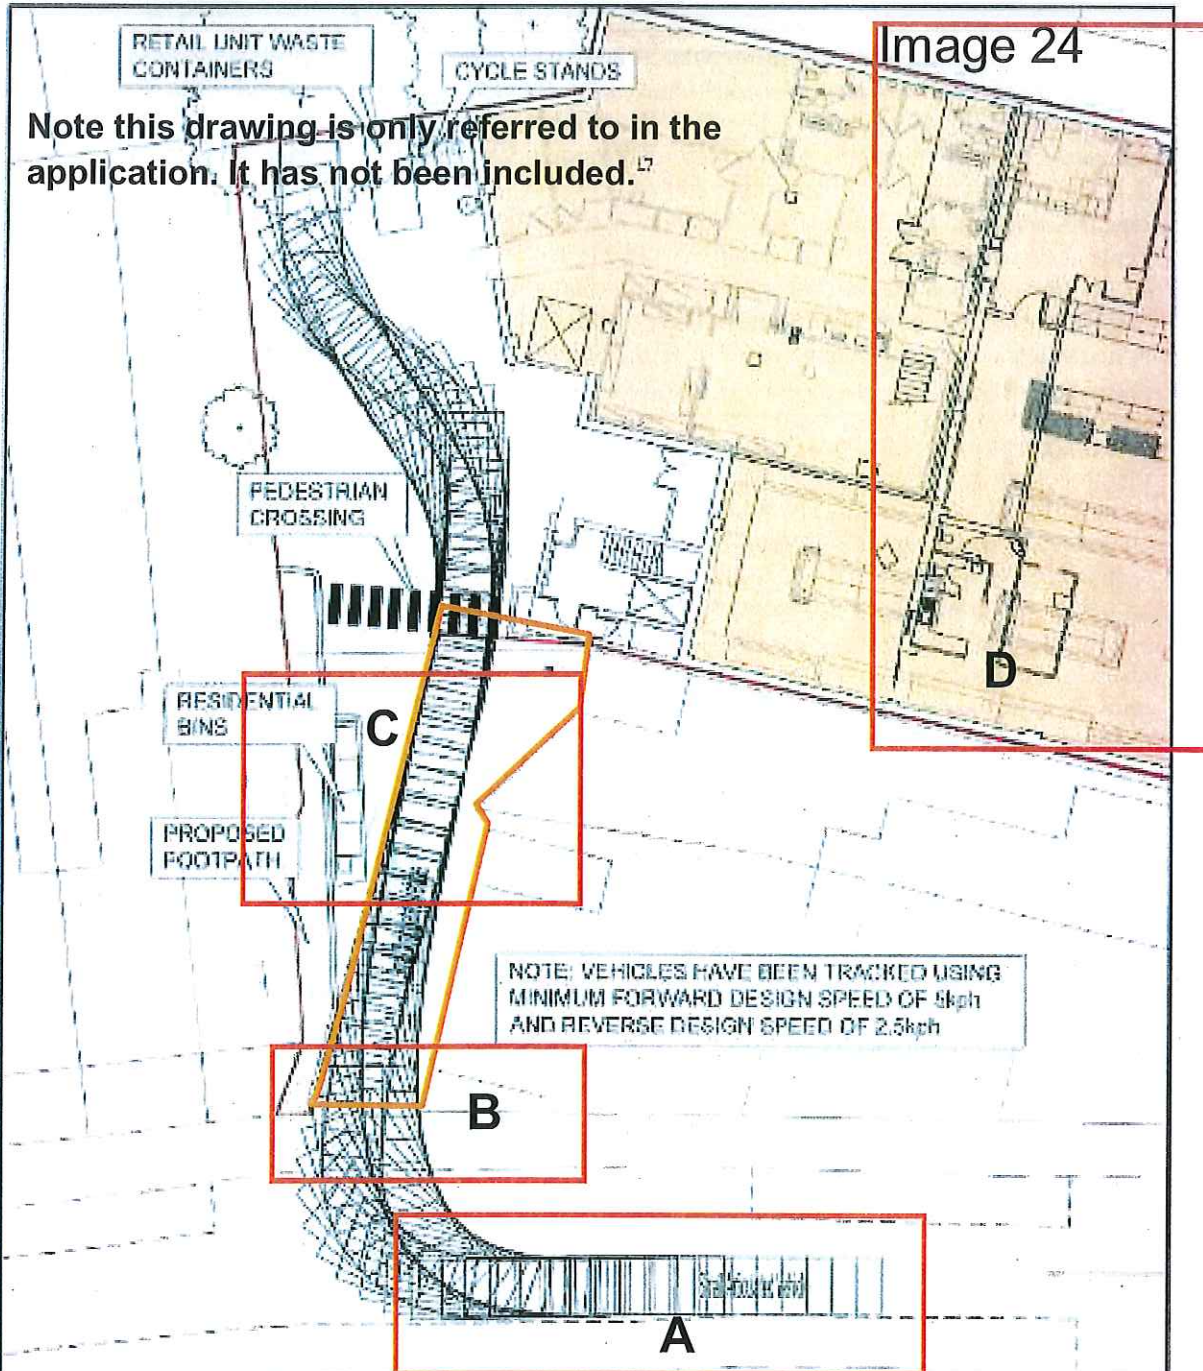 RETAIL UNIT WASTE
CONTAINERS
CYCLE STANDS
Image 24
Note this drawing is only referred to in the
application. It has not been included.
PEDESTRIAN
CROSSING
D
RESIDENTIAL
BINS
C
PROPOSED
FOOTPATH
NOTE: VEHICLES HAVE BEEN TRACKED USING
MINIMUM FORWARD DESIGN SPEED OF 5kph
AND REVERSE DESIGN SPEED OF 2.5kph
B
A